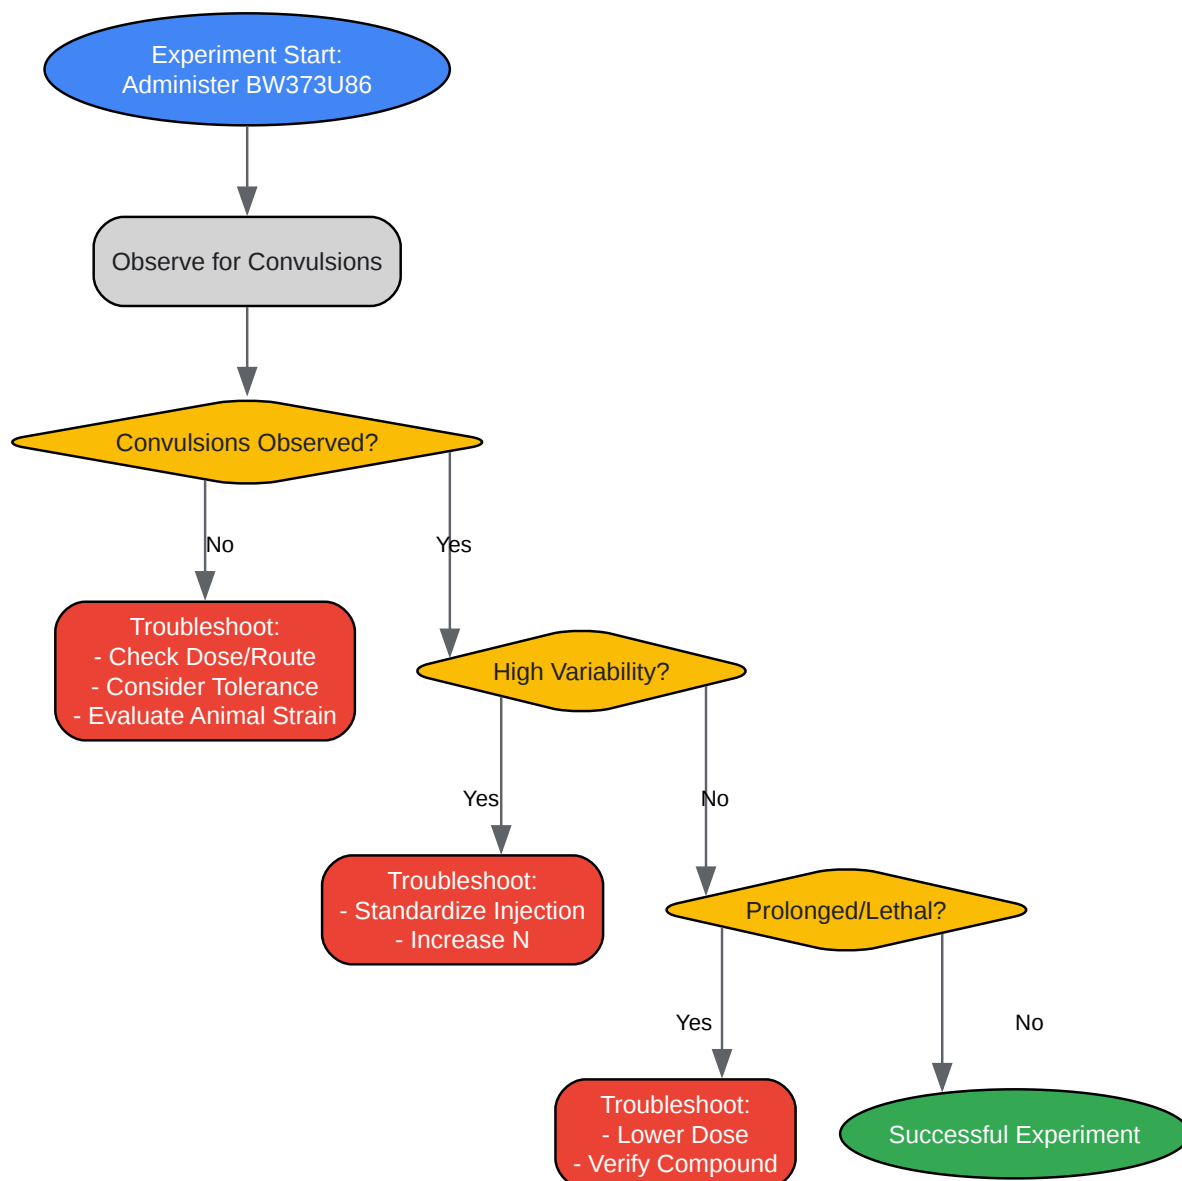 Experiment Start:
Administer BW373U86
Observe for Convulsions
Convulsions Observed?
No
Yes
Troubleshoot:
- Check Dose/Route
- Consider Tolerance
- Evaluate Animal Strain
High Variability?
Yes
No
Troubleshoot:
- Standardize Injection
- Increase N
Prolonged/Lethal?
Yes
No
Troubleshoot:
- Lower Dose
- Verify Compound
Successful Experiment